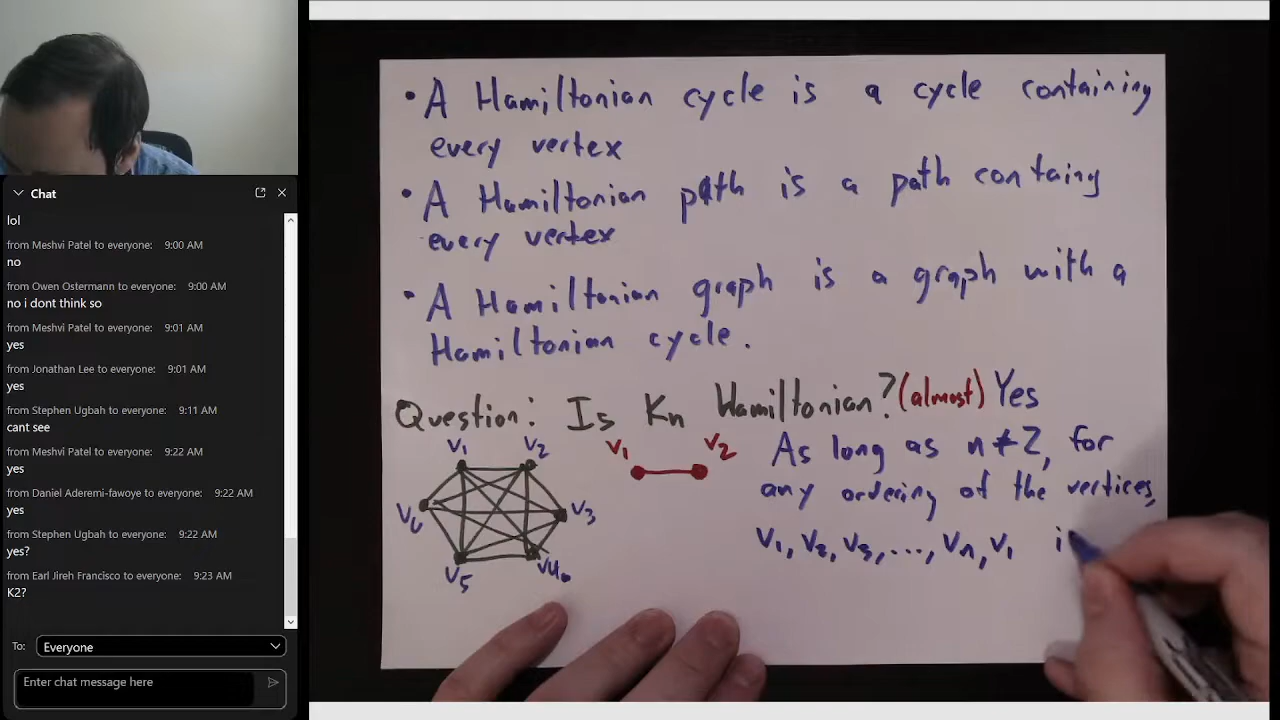 Chat
lol
from Meshvi Patel to everyone: 9:00 AM
no
from Owen Ostermann to everyone: 9:00 AM
no i dont think so
from Meshvi Patel to everyone: 9:01 AM
yes
from Jonathan Lee to everyone: 9:01 AM
yes
from Stephen Ugbah to everyone: 9:11 AM
cant see
from Meshvi Patel to everyone: 9:22 AM
yes
from Daniel Aderemi-fawoye to everyone: 9:22 AM
yes
from Stephen Ugbah to everyone: 9:22 AM
yes?
from Earl Jireh Francisco to everyone: 9:23 AM
K2?
To: Everyone
Enter chat message here
• A Hamiltonian cycle is a cycle containing
every vertex
• A Hamiltonian path is a path containg
every vertex
• A Hamiltonian graph is a graph with a
Hamiltonian cycle.
Question: Is Kn Hamiltonian? (almost) Yes
v1 v2
v6 v3
v5 v4
v1 v2
As long as n ≠ 2, for
any ordering of the vertices,
v1, v2, v3, ..., vn, v1 i